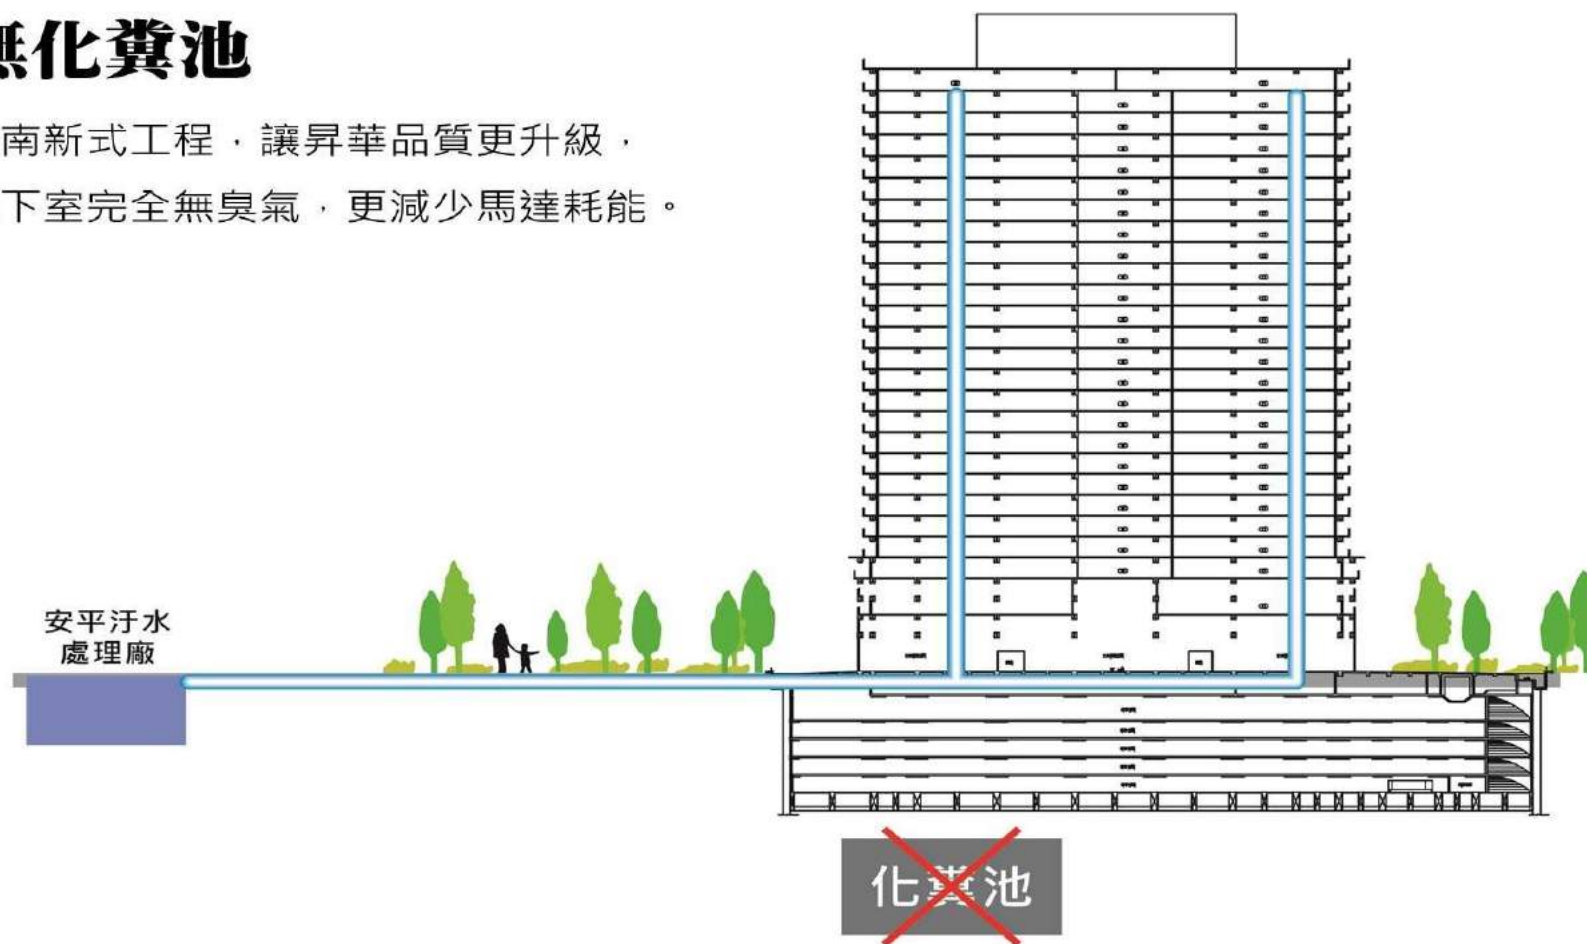 無化糞池
南新式工程，讓昇華品質更升級，
下室完全無臭氣，更減少馬達耗能。
安平汙水
處理廠
化糞池